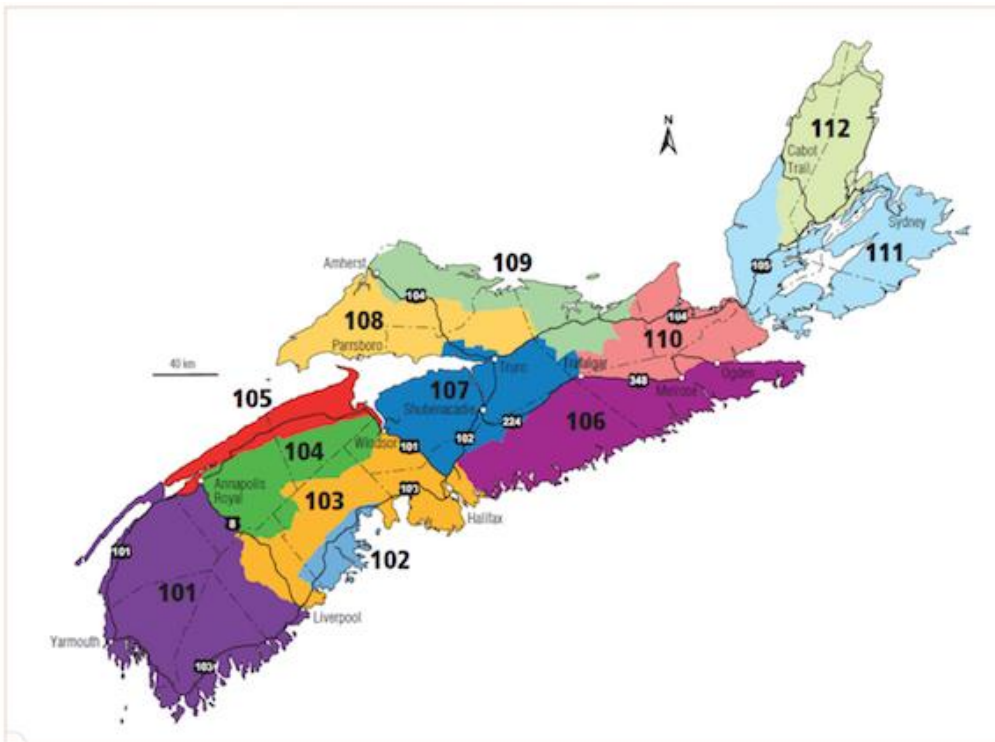 N
112
Cabot
Trail
Sydney
111
105
Amherst
109
104
108
104
110
Parrsboro
40 km
Truro
Trafalgar
Ogden
348
Melrose
105
107
Shubenacadie
224
106
102
Windsor
101
104
Annapolis
Royal
103
103
Halifax
8
102
101
101
Liverpool
Yarmouth
103